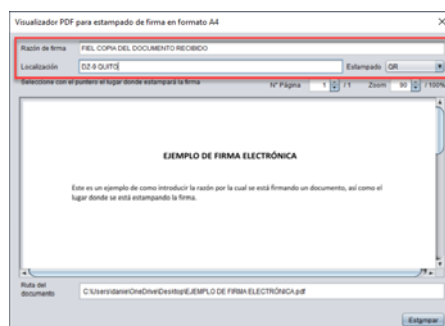 Visualizador PDF para estampado de firma en formato A4
Razón de firma FIEL COPIA DEL DOCUMENTO RECIBIDO
Localización DZ-9 QUITO Estampado QR
Seleccione con el puntero el lugar donde estampará la firma Nº Página 1 / 1 Zoom 90 / 100%
EJEMPLO DE FIRMA ELECTRÓNICA
Este es un ejemplo de como introducir la razón por la cual se está firmando un documento, así como el
lugar donde se está estampando la firma.
Ruta del
documento C:\Users\danie\OneDrive\Desktop\EJEMPLO DE FIRMA ELECTRÓNICA.pdf
Estampar